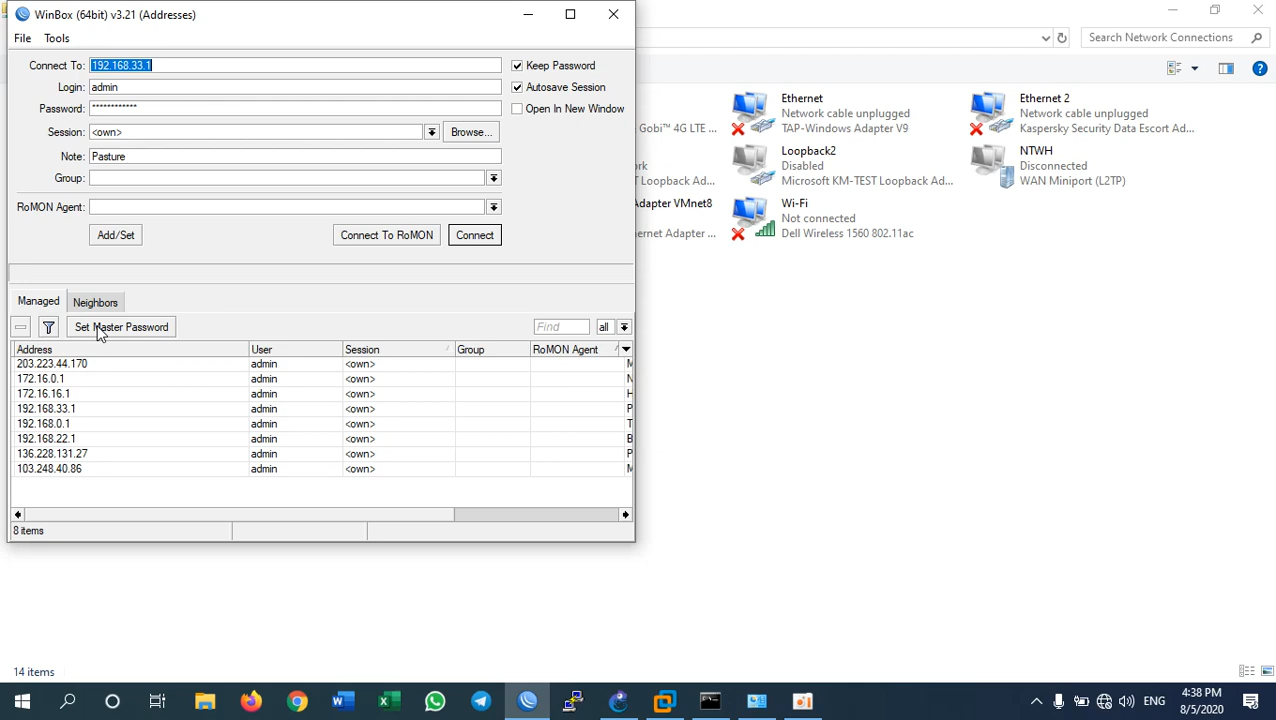 WinBox (64bit) v3.21 (Addresses)
File Tools
Search Network Connections
Connect To: 192.168.33.1
Keep Password
Login: admin
Autosave Session
Password: ************
Open In New Window
Session: <own>
Browse...
Note: Pasture
Group:
RoMON Agent:
Add/Set
Connect To RoMON
Connect
Managed
Neighbors
Set Master Password
Find
all
Address User Session Group RoMON Agent
203.223.44.170 admin <own> M
172.16.0.1 admin <own> N
172.16.16.1 admin <own> H
192.168.33.1 admin <own> P
192.168.0.1 admin <own> T
192.168.22.1 admin <own> B
136.228.131.27 admin <own> P
103.248.40.86 admin <own> M
8 items
Gobi™ 4G LTE ...
Ethernet
Network cable unplugged
TAP-Windows Adapter V9
Ethernet 2
Network cable unplugged
Kaspersky Security Data Escort Ad...
ork
Loopback Ad...
Loopback2
Disabled
Microsoft KM-TEST Loopback Ad...
NTWH
Disconnected
WAN Miniport (L2TP)
Adapter VMnet8
ernet Adapter ...
Wi-Fi
Not connected
Dell Wireless 1560 802.11ac
14 items
ENG
4:38 PM
8/5/2020